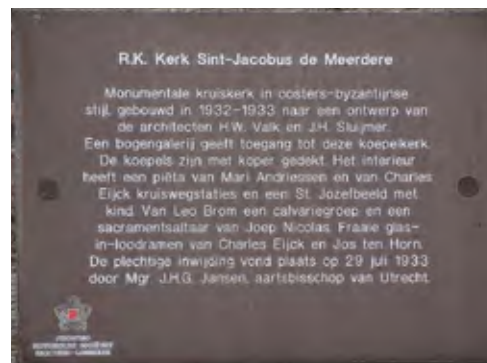 R.K. Kerk Sint-Jacobus de Meerdere
Monumentale kruiskerk in oosters-byzantijnse
stijl, gebouwd in 1932-1933 naar een ontwerp van
de architecten H.W. Valk en J.H. Sluijmer.
Een bogengalerij geeft toegang tot deze koepelkerk.
De koepels zijn met koper gedekt. Het interieur
heeft een piëta van Mari Andriessen en van Charles
Eijck kruiswegstaties en een St. Jozefbeeld met
kind. Van Leo Brom een calvariegroep en een
sacramentsaltaar van Joep Nicolas. Fraaie glas-
in-loodramen van Charles Eijck en Jos ten Horn.
De plechtige inwijding vond plaats op 29 juli 1933
door Mgr. J.H.G. Jansen, aartsbisschop van Utrecht.